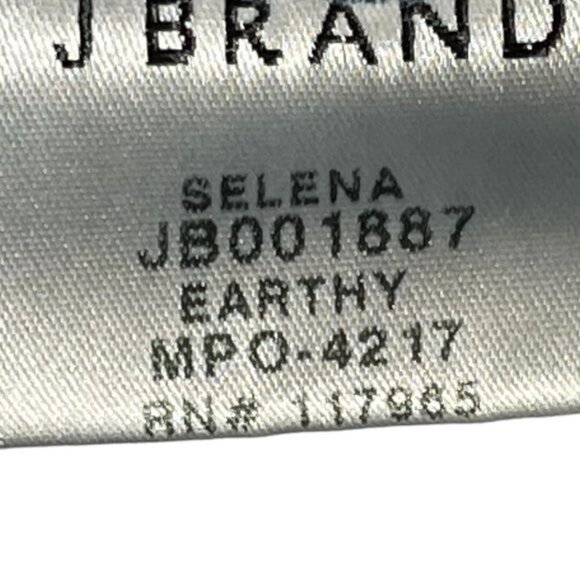 J BRAND
SELENA
JB001887
EARTHY
MPO-4217
RN# 117965